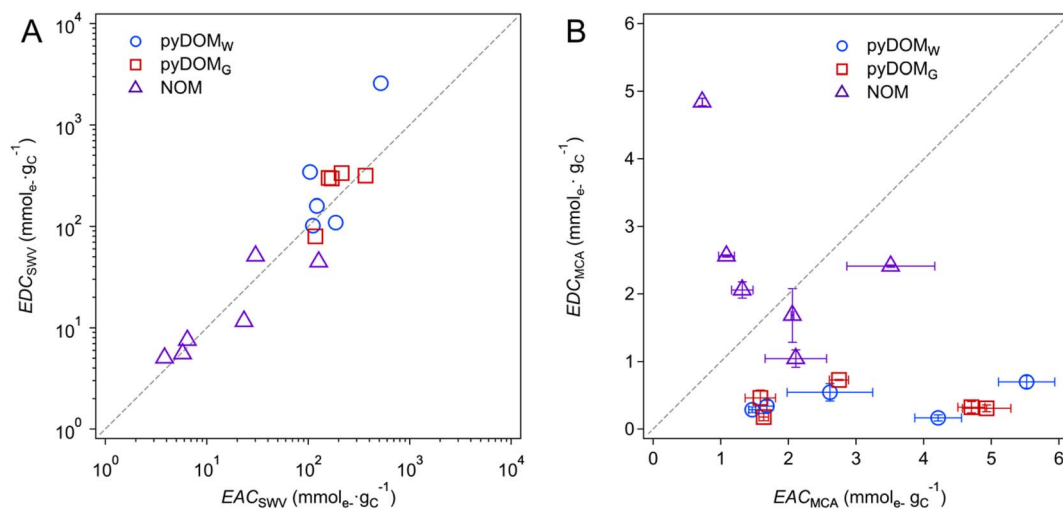 A
pyDOM_W
pyDOM_G
NOM
10^4
10^3
10^2
10^1
10^0
EDC_SWV (mmol_e-·g_C^-1)
10^0 10^1 10^2 10^3 10^4
EAC_SWV (mmol_e-·g_C^-1)
B
pyDOM_W
pyDOM_G
NOM
6
5
4
3
2
1
0
EDC_MCA (mmol_e-· g_C^-1)
0 1 2 3 4 5 6
EAC_MCA (mmol_e- g_C^-1)